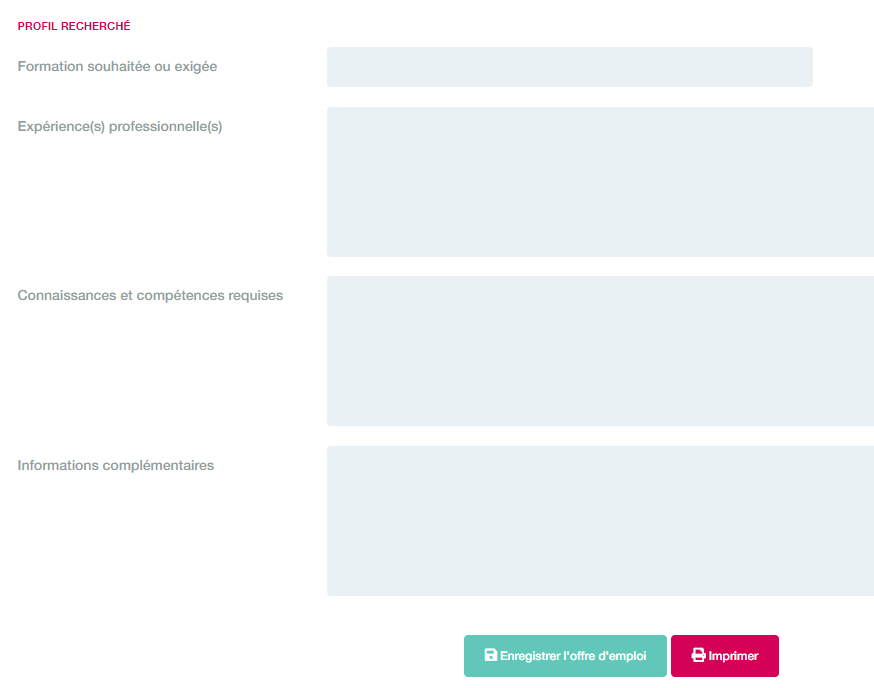 PROFIL RECHERCHÉ
Formation souhaitée ou exigée
Expérience(s) professionnelle(s)
Connaissances et compétences requises
Informations complémentaires
Enregistrer l'offre d'emploi
Imprimer